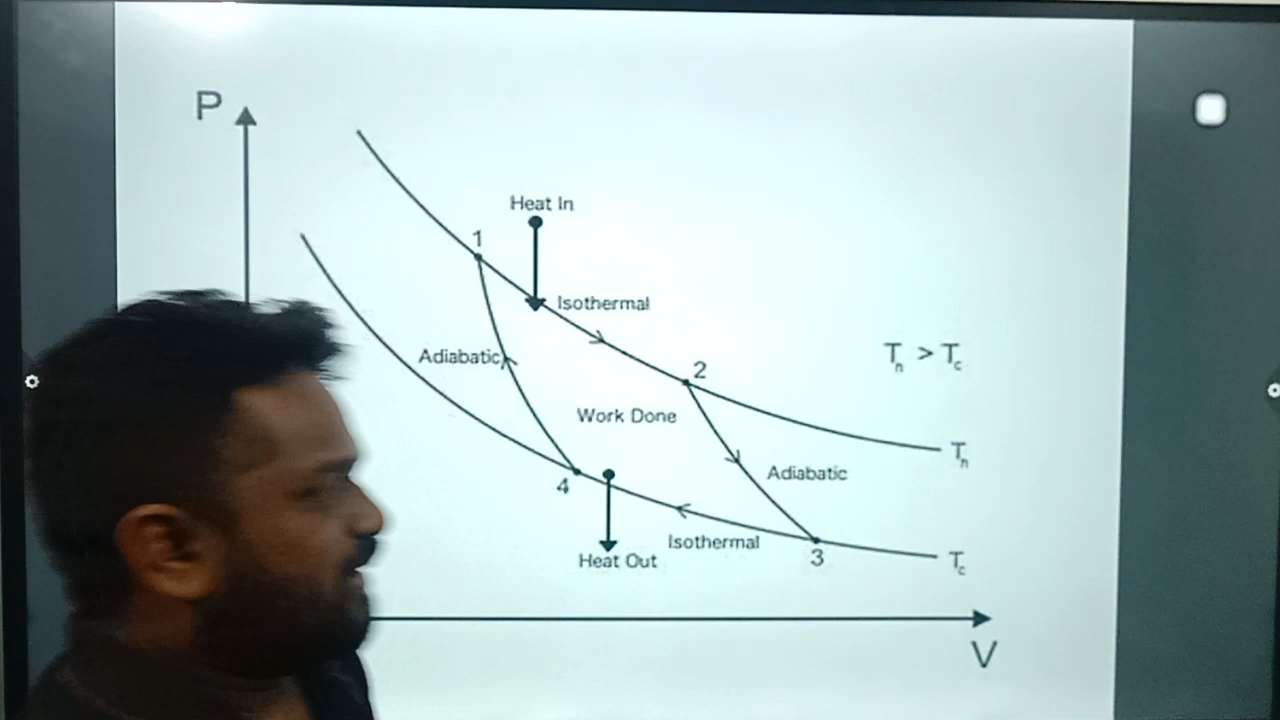 P
Heat In
1
Isothermal
Adiabatic
2
Tₕ > T꜀
Work Done
Tₕ
Adiabatic
4
Isothermal
3
Heat Out
T꜀
V